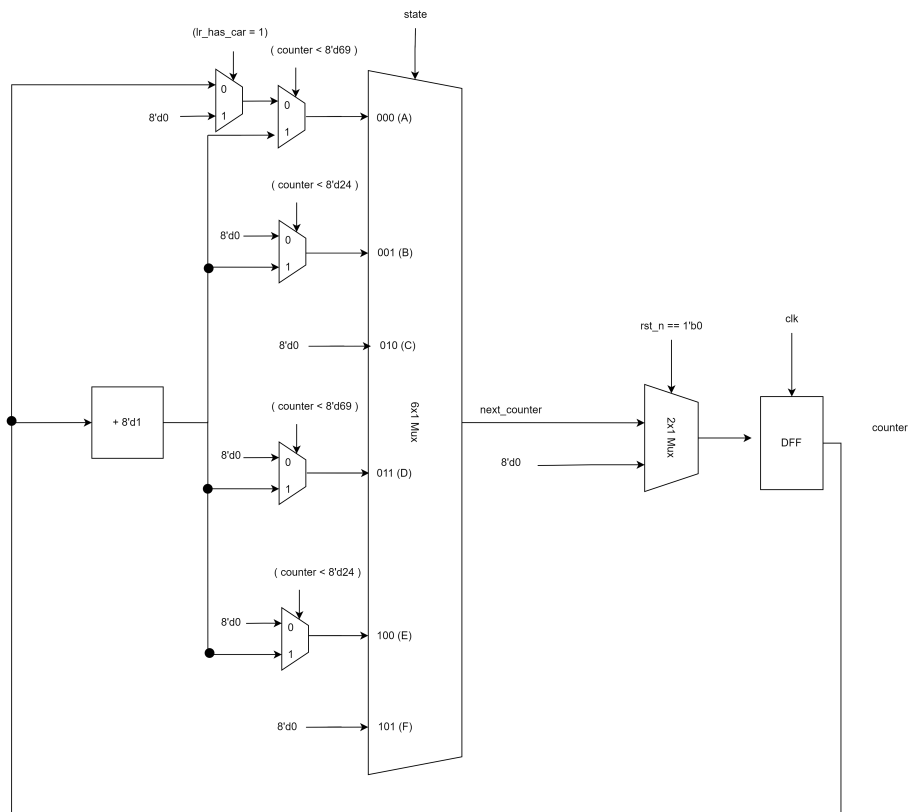 state
(lr_has_car = 1)
( counter < 8'd69 )
0
0
8'd0
1
1
000 (A)
( counter < 8'd24 )
8'd0
0
1
001 (B)
rst_n == 1'b0
clk
8'd0
010 (C)
( counter < 8'd69 )
6x1 Mux
next_counter
2x1 Mux
+ 8'd1
DFF
counter
8'd0
0
8'd0
1
011 (D)
( counter < 8'd24 )
8'd0
0
1
100 (E)
8'd0
101 (F)